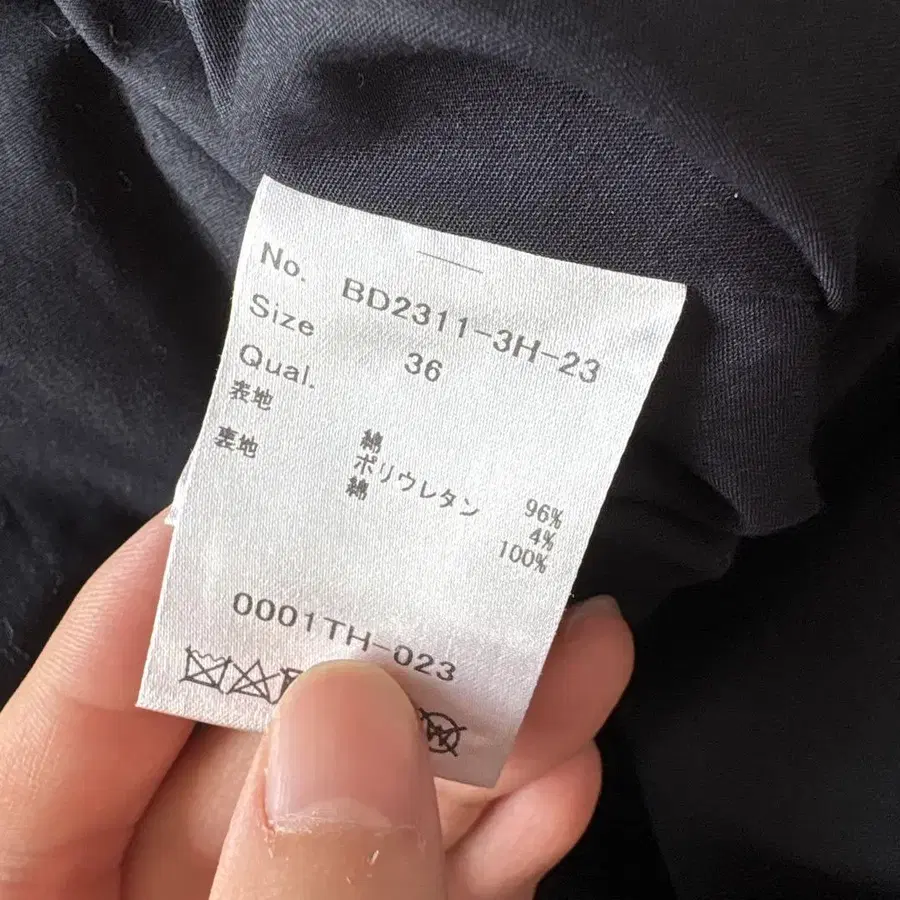 No. BD2311-3H-23
Size 36
Qual.
表地 綿 96%
ポリウレタン 4%
裏地 綿 100%
0001TH-023